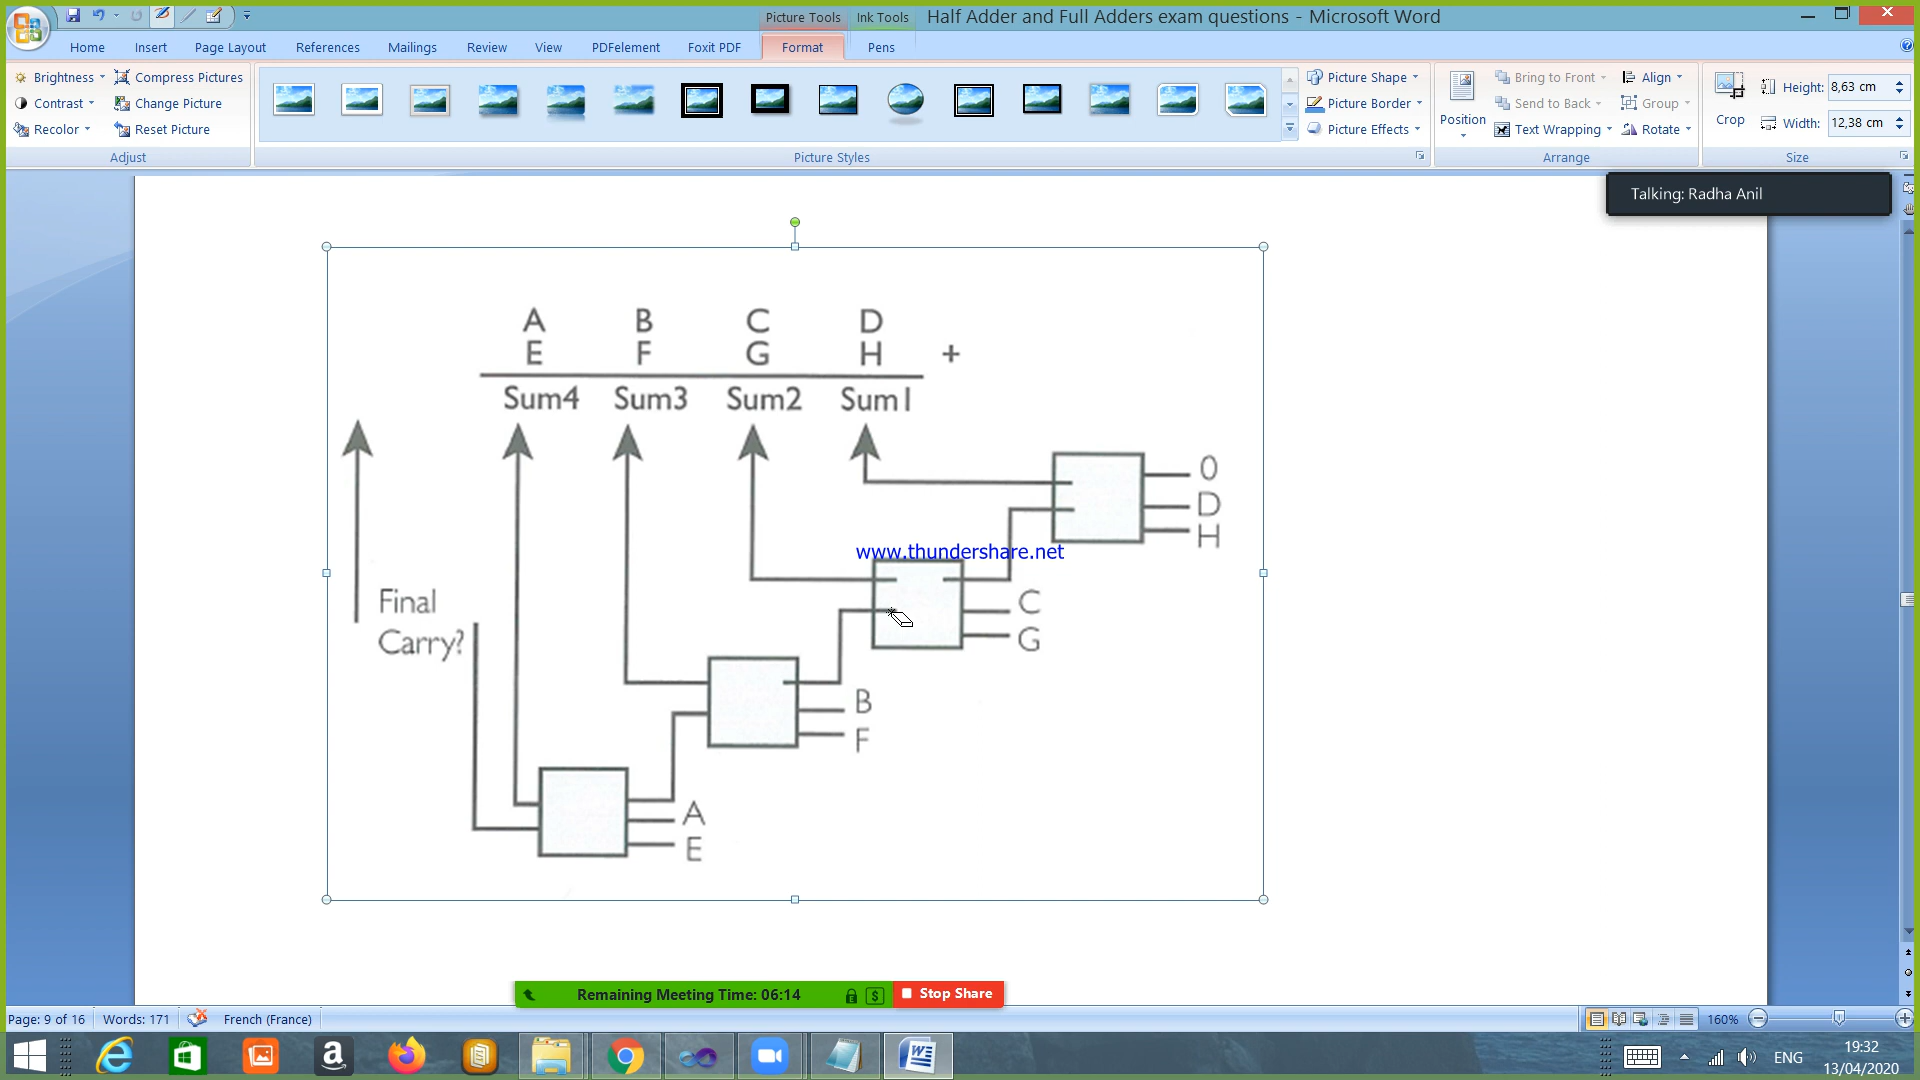 Picture Tools Ink Tools Half Adder and Full Adders exam questions - Microsoft Word
Home Insert Page Layout References Mailings Review View PDFelement Foxit PDF Format Pens
Brightness Compress Pictures Picture Shape Bring to Front Align Height: 8,63 cm
Contrast Change Picture Picture Border Send to Back Group
Recolor Reset Picture Picture Effects Position Text Wrapping Rotate Crop Width: 12,38 cm
Adjust Picture Styles Arrange Size
Talking: Radha Anil
A B C D
E F G H +
Sum4 Sum3 Sum2 Sum1
0
D
H
www.thundershare.net
Final
Carry?
C
G
B
F
A
E
Remaining Meeting Time: 06:14 E $ Stop Share
Page: 9 of 16 Words: 171 French (France) 160%
19:32
ENG
13/04/2020